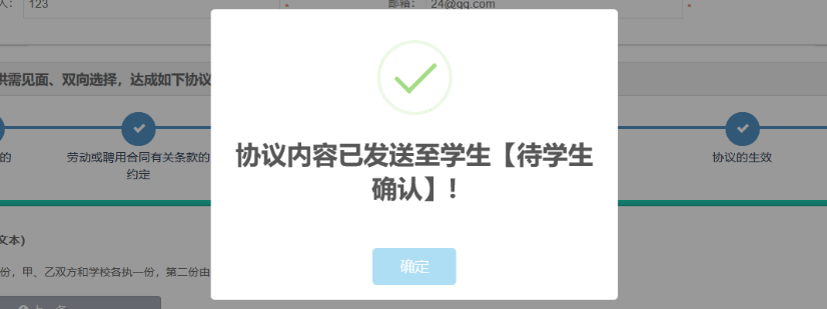 人： 123
邮箱： 24@qq.com
供需见面、双向选择，达成如下协议
的
劳动或聘用合同有关条款的
约定
协议的生效
协议内容已发送至学生【待学生
确认】!
确定
文本）
份，甲、乙双方和学校各执一份，第二份由